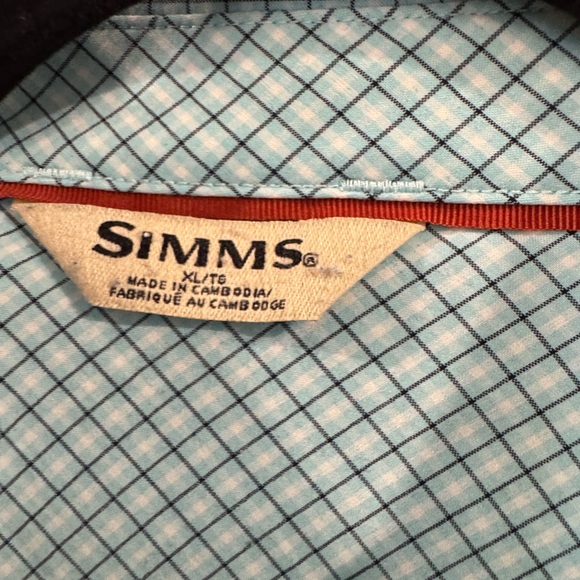 SIMMS®
XL/TG
MADE IN CAMBODIA/
FABRIQUÉ AU CAMBODGE